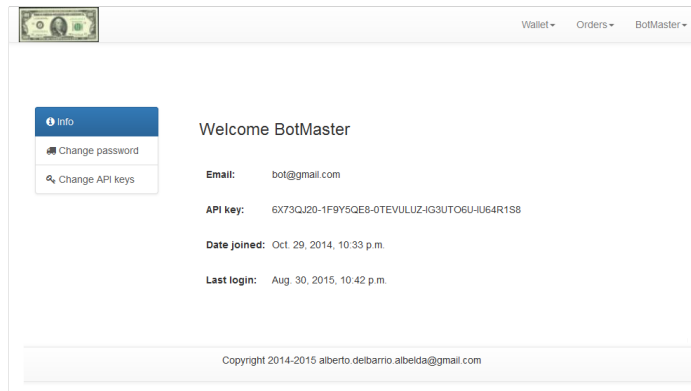 Wallet Orders BotMaster
Info
Change password
Change API keys
Welcome BotMaster
Email: bot@gmail.com
API key: 6X73QJ20-1F9Y5QE8-0TEVULUZ-IG3UTO6U-IU64R1S8
Date joined: Oct. 29, 2014, 10:33 p.m.
Last login: Aug. 30, 2015, 10:42 p.m.
Copyright 2014-2015 alberto.delbarrio.albelda@gmail.com